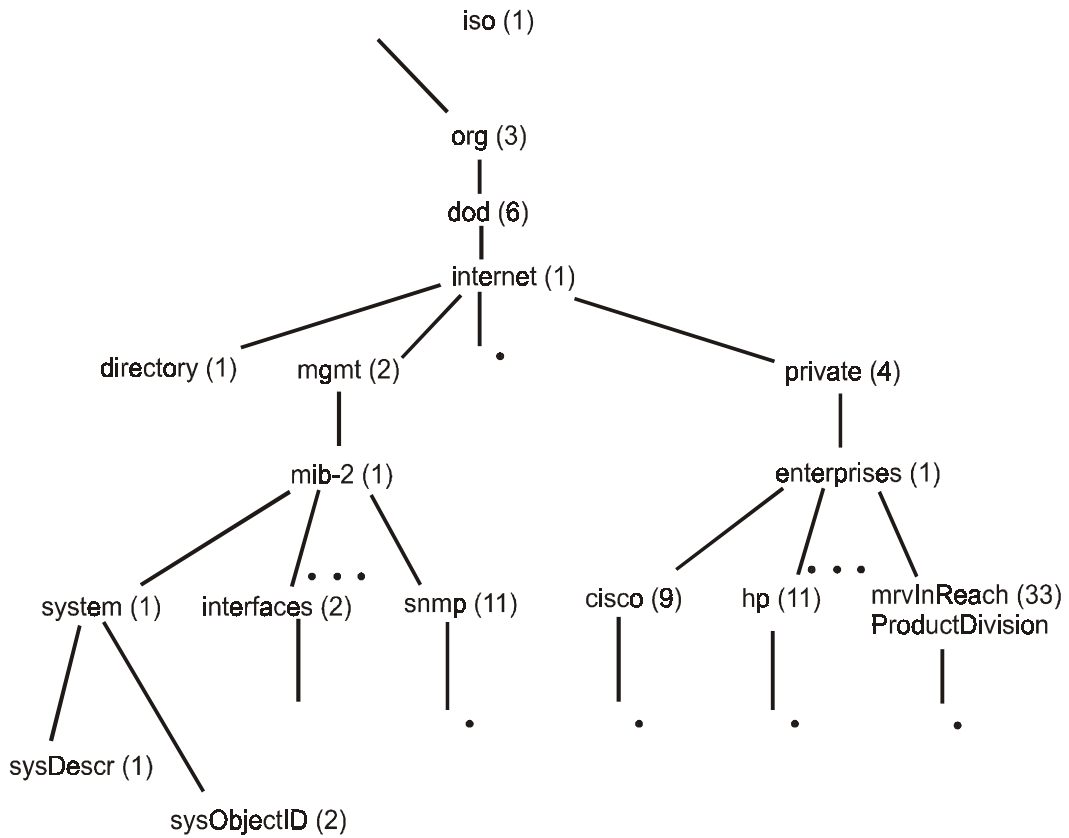 iso (1)
org (3)
dod (6)
internet (1)
directory (1)
mgmt (2)
private (4)
mib-2 (1)
enterprises (1)
system (1)
interfaces (2)
snmp (11)
cisco (9)
hp (11)
mrvInReach (33)
ProductDivision
sysDescr (1)
sysObjectID (2)